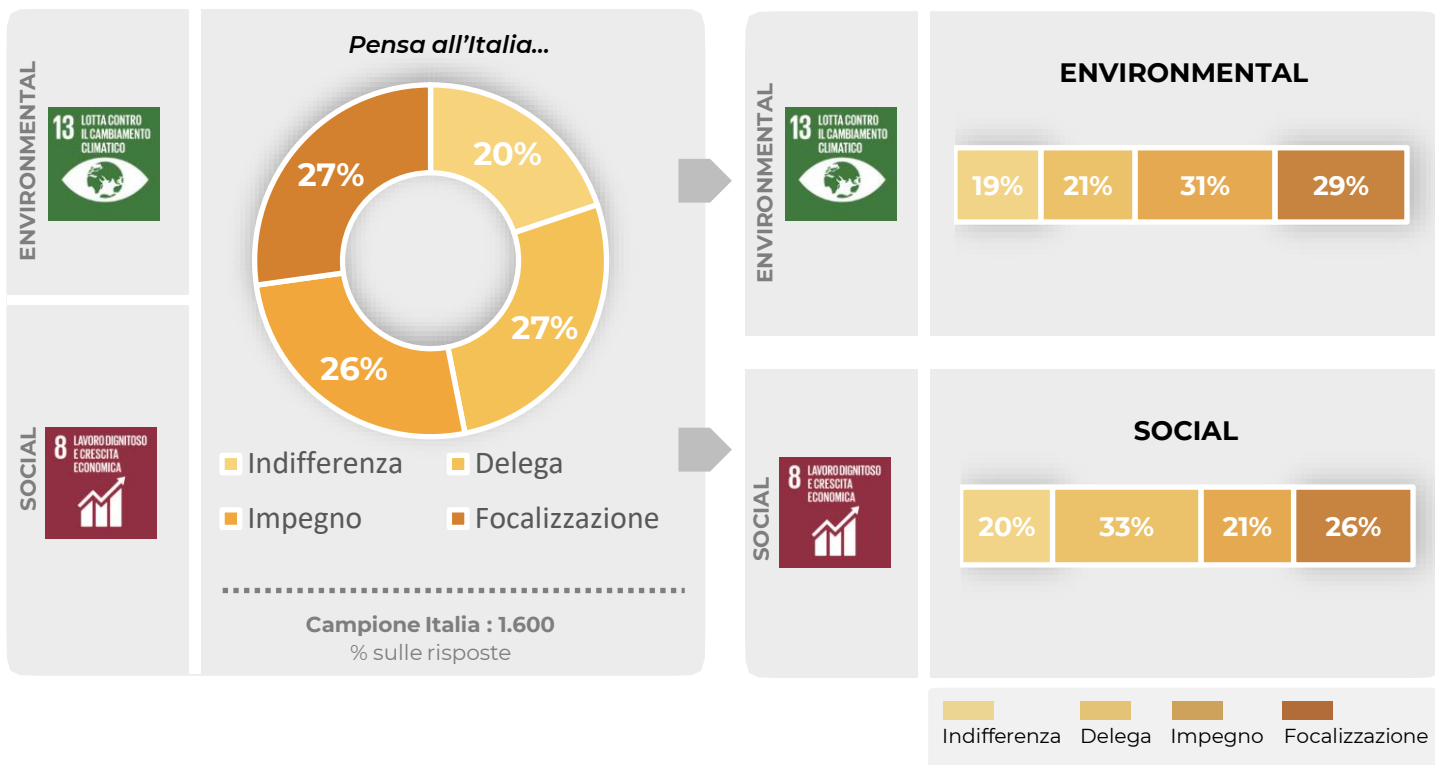 ENVIRONMENTAL
13 LOTTA CONTRO
IL CAMBIAMENTO
CLIMATICO
SOCIAL
8 LAVORO DIGNITOSO
E CRESCITA
ECONOMICA
Pensa all'Italia...
20%
27%
26%
27%
Indifferenza
Delega
Impegno
Focalizzazione
Campione Italia : 1.600
% sulle risposte
ENVIRONMENTAL
13 LOTTA CONTRO
IL CAMBIAMENTO
CLIMATICO
ENVIRONMENTAL
19% 21% 31% 29%
SOCIAL
8 LAVORO DIGNITOSO
E CRESCITA
ECONOMICA
SOCIAL
20% 33% 21% 26%
Indifferenza Delega Impegno Focalizzazione